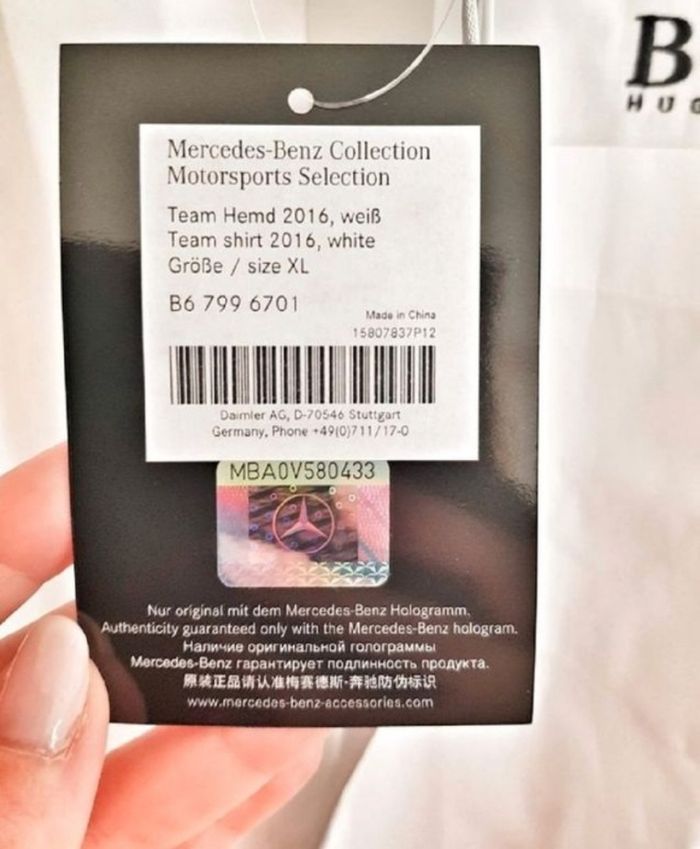 Mercedes-Benz Collection
Motorsports Selection
Team Hemd 2016, weiß
Team shirt 2016, white
Größe / size XL
B6 799 6701
Made in China
15807837P12
Daimler AG, D-70546 Stuttgart
Germany, Phone +49(0)711/17-0
MBA0V580433
Nur original mit dem Mercedes-Benz Hologramm.
Authenticity guaranteed only with the Mercedes-Benz hologram.
Наличие оригинальной голограммы
Mercedes-Benz гарантирует подлинность продукта.
原装正品请认准梅赛德斯-奔驰防伪标识
www.mercedes-benz-accessories.com
B
HUG